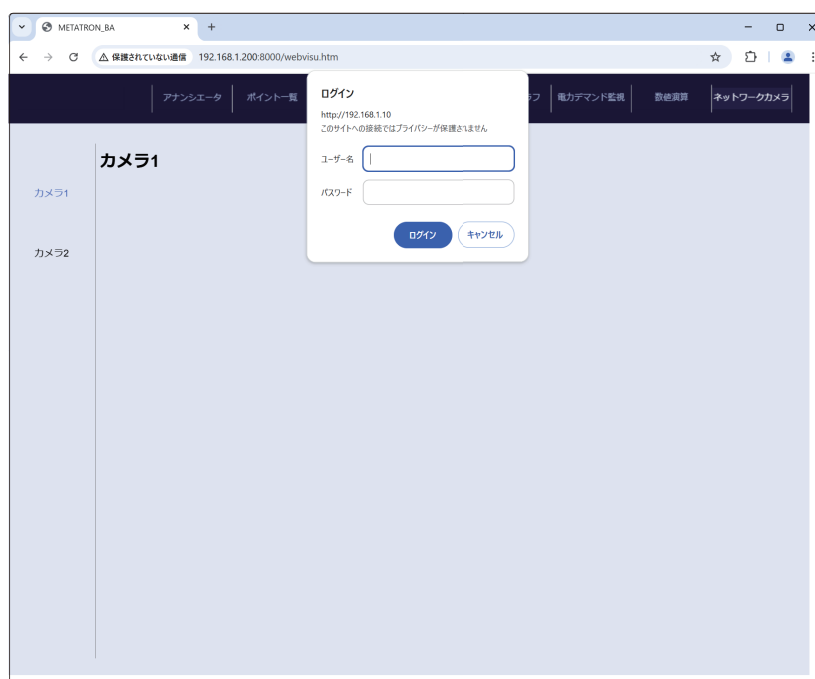 METATRON_BA
保護されていない通信 192.168.1.200:8000/webvisu.htm
アナンシエータ ポイント一覧 電力デマンド監視 数値演算 ネットワークカメラ
ログイン
http://192.168.1.10
このサイトへの接続ではプライバシーが保護されません
ユーザー名
パスワード
ログイン キャンセル
カメラ1
カメラ1
カメラ2